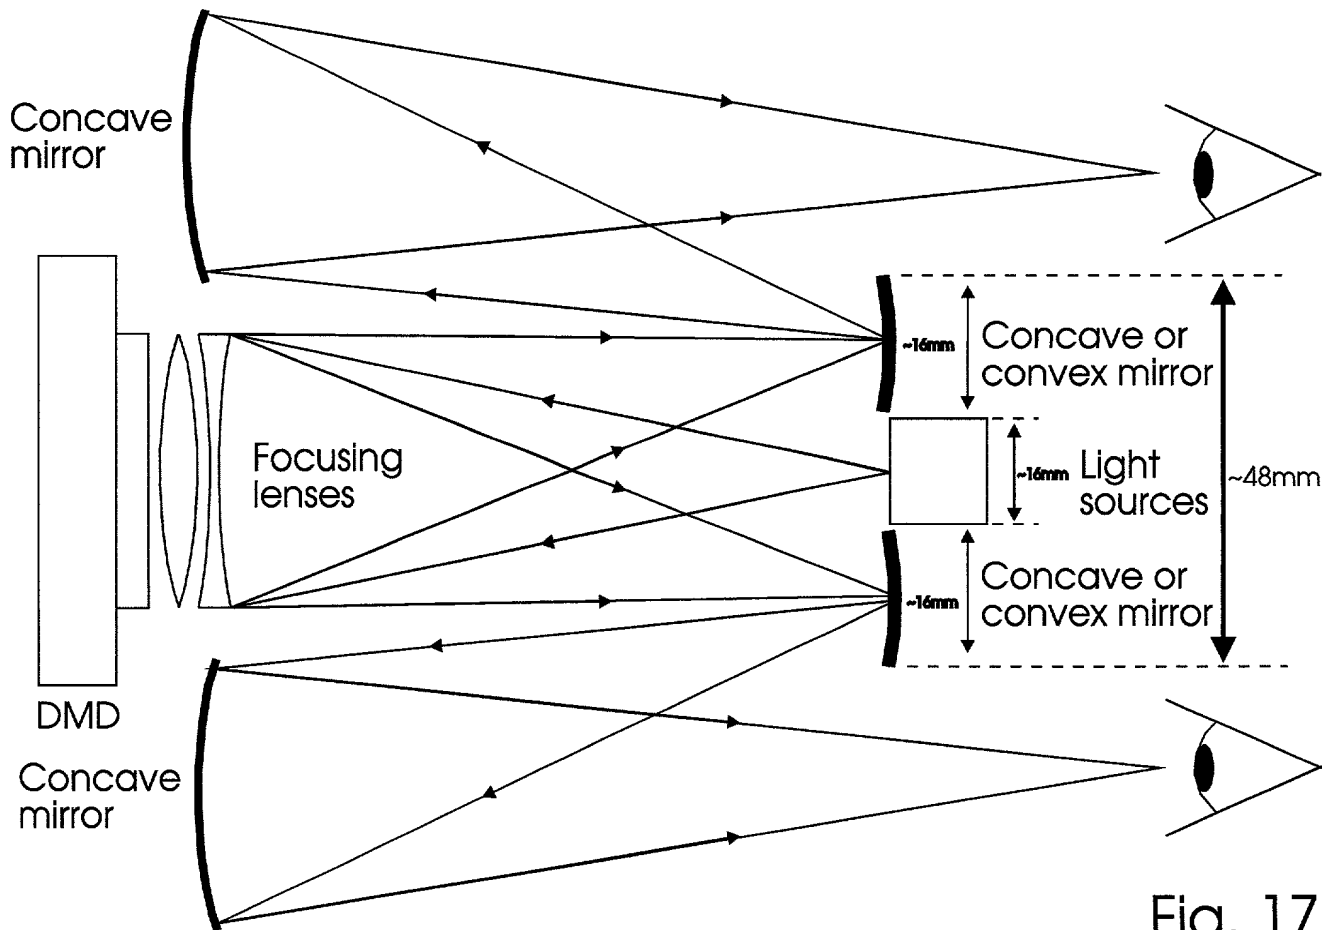 Concave
mirror
~16mm
Concave or
convex mirror
Focusing
lenses
~16mm
Light
sources
~48mm
~16mm
Concave or
convex mirror
DMD
Concave
mirror
Fig. 17